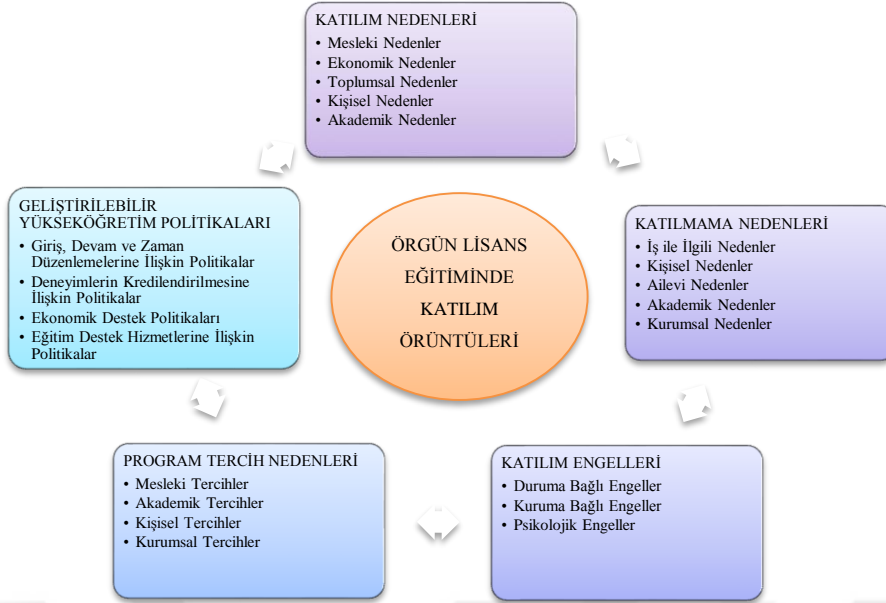 KATILIM NEDENLERİ
• Mesleki Nedenler
• Ekonomik Nedenler
• Toplumsal Nedenler
• Kişisel Nedenler
• Akademik Nedenler
GELİŞTİRİLEBİLİR
YÜKSEKÖĞRETİM POLİTİKALARI
• Giriş, Devam ve Zaman
Düzenlemelerine İlişkin Politikalar
• Deneyimlerin Kredilendirilmesine
İlişkin Politikalar
• Ekonomik Destek Politikaları
• Eğitim Destek Hizmetlerine İlişkin
Politikalar
ÖRGÜN LİSANS
EĞİTİMİNDE
KATILIM
ÖRÜNTÜLERİ
KATILMAMA NEDENLERİ
• İş ile İlgili Nedenler
• Kişisel Nedenler
• Ailevi Nedenler
• Akademik Nedenler
• Kurumsal Nedenler
PROGRAM TERCİH NEDENLERİ
• Mesleki Tercihler
• Akademik Tercihler
• Kişisel Tercihler
• Kurumsal Tercihler
KATILIM ENGELLERİ
• Duruma Bağlı Engeller
• Kuruma Bağlı Engeller
• Psikolojik Engeller